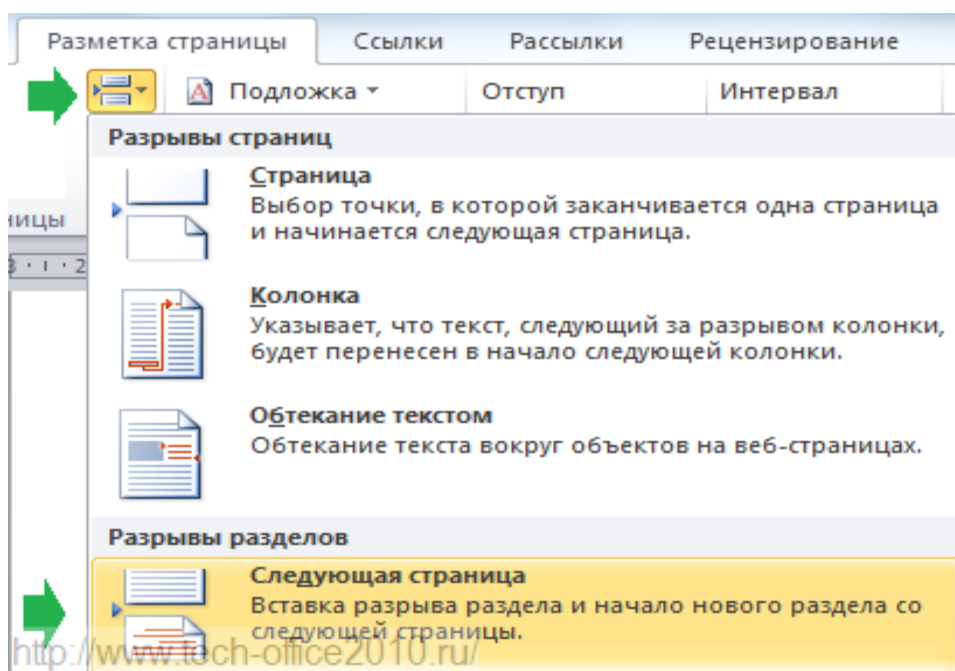 Разметка страницы Ссылки Рассылки Рецензирование
Подложка Отступ Интервал
Разрывы страниц
Страница
Выбор точки, в которой заканчивается одна страница
и начинается следующая страница.
ницы
3 · ı · 2
Колонка
Указывает, что текст, следующий за разрывом колонки,
будет перенесен в начало следующей колонки.
Обтекание текстом
Обтекание текста вокруг объектов на веб-страницах.
Разрывы разделов
Следующая страница
Вставка разрыва раздела и начало нового раздела со
следующей страницы.
http://www.tech-office2010.ru/